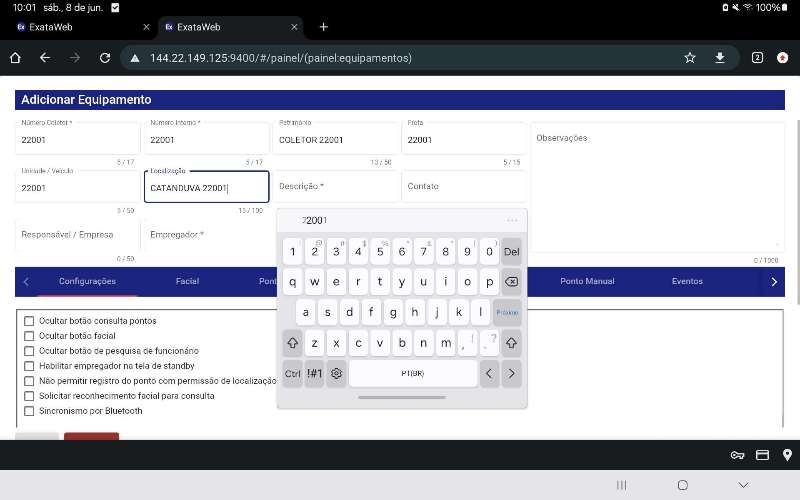 10:01 sáb., 8 de jun. 100%
ExataWeb ExataWeb
144.22.149.125:9400/#/painel/(painel:equipamentos) 2
Adicionar Equipamento
Número Coletor * Número Interno * Patrimônio Frota
22001 22001 COLETOR 22001 22001 Observações
5 / 17 5 / 17 13 / 50 5 / 15
Unidade / Veículo Localização
22001 CATANDUVA 22001 Descrição * Contato
5 / 50 15 / 100
Responsável / Empresa Empregador *
0 / 50 0 / 1000
22001 ...
1 2 3 4 5 6 7 8 9 0 Del
q w e r t y u i o p
a s d f g h j k l Próximo
z x c v b n m , ! . ?
Ctrl !#1 PT(BR)
Configurações Facial Pont Ponto Manual Eventos
Ocultar botão consulta pontos
Ocultar botão facial
Ocultar botão de pesquisa de funcionário
Habilitar empregador na tela de standby
Não permitir registro do ponto com permissão de localização
Solicitar reconhecimento facial para consulta
Sincronismo por Bluetooth